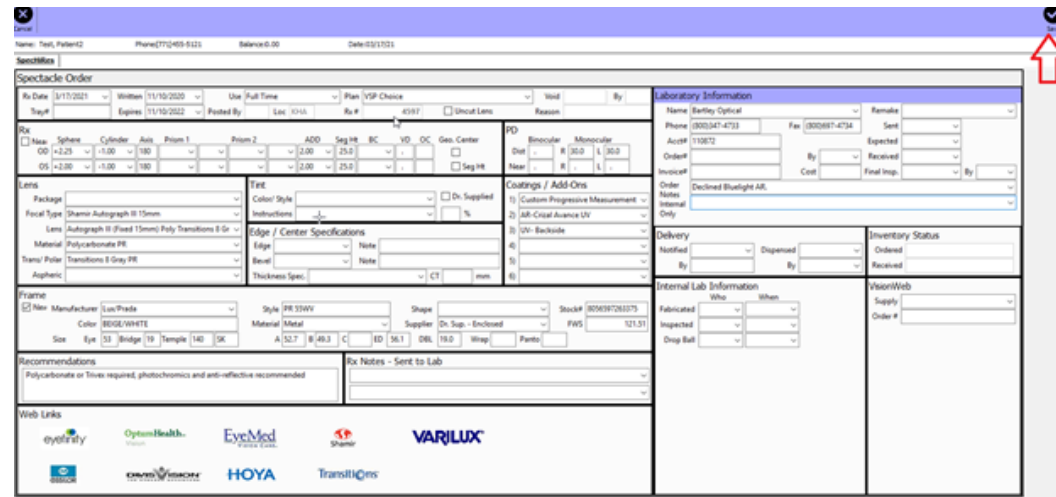 Cancel
Name: Test, Patient2 Phone(771)455-5121 Balance:0.00 Date:03/17/21
SpectRxs
Spectacle Order
Rx Date 3/17/2021 Written 11/10/2020 Use Full Time Plan VSP Choice Void By
Tray# Expires 11/10/2022 Posted By Loc KHA Rx # 4597 Uncut Lens Reason
Rx
Near Sphere Cylinder Axis Prism 1 Prism 2 ADD Seg Ht BC VD OC Geo. Center
OD +2.25 -1.00 180 2.00 25.0
OS +2.00 -1.00 180 2.00 25.0 Seg Ht
PD
Binocular Monocular
Dist R 30.0 L 30.0
Near R L
Lens
Package
Focal Type Shamir Autograph III 15mm
Lens Autograph III (Fixed 15mm) Poly Transitions 8 Gr
Material Polycarbonate PR
Trans/ Polar Transitions 8 Gray PR
Aspheric
Tint
Color/ Style Dr. Supplied
Instructions %
Edge / Center Specifications
Edge Note
Bevel Note
Thickness Spec. CT mm
Coatings / Add-Ons
1) Custom Progressive Measurement
2) AR-Crizal Avance UV
3) UV- Backside
4)
5)
6)
Frame
New Manufacturer Lux/Prada Style PR 55WV Shape Stock# 8056597263375
Color BEIGE/WHITE Material Metal Supplier Dr. Sup. - Enclosed FWS 121.51
Size Eye 53 Bridge 19 Temple 140 SK A 52.7 B 49.3 C ED 56.1 DBL 19.0 Wrap Panto
Recommendations
Polycarbonate or Trivex required, photochromics and anti-reflective recommended
Rx Notes - Sent to Lab
Web Links
eyefinity OptumHealth. Vision EyeMed VISION CARE Shamir VARILUX
ESSILOR DAVIS VISION HOYA Transitions
Laboratory Information
Name Bartley Optical Remake
Phone (800)347-4733 Fax (800)697-4734 Sent
Acct# 110872 Expected
Order# By Received
Invoice# Cost Final Insp. By
Order Notes Declined Bluelight AR.
Internal Only
Delivery
Notified Dispensed
By By
Inventory Status
Ordered
Received
Internal Lab Information
Who When
Fabricated
Inspected
Drop Ball
VisionWeb
Supply
Order #